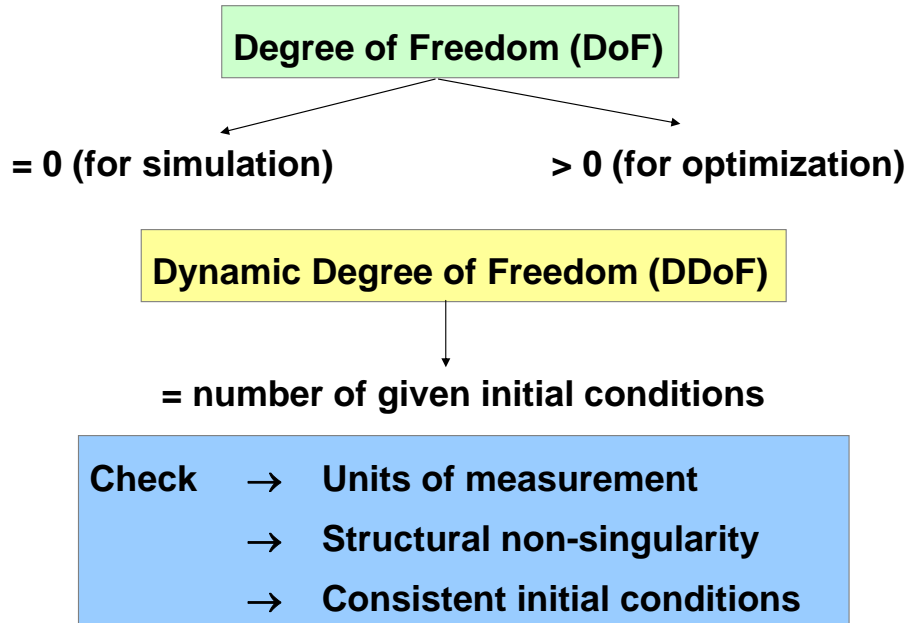 Degree of Freedom (DoF)
= 0 (for simulation) > 0 (for optimization)
Dynamic Degree of Freedom (DDoF)
= number of given initial conditions
Check → Units of measurement
→ Structural non-singularity
→ Consistent initial conditions